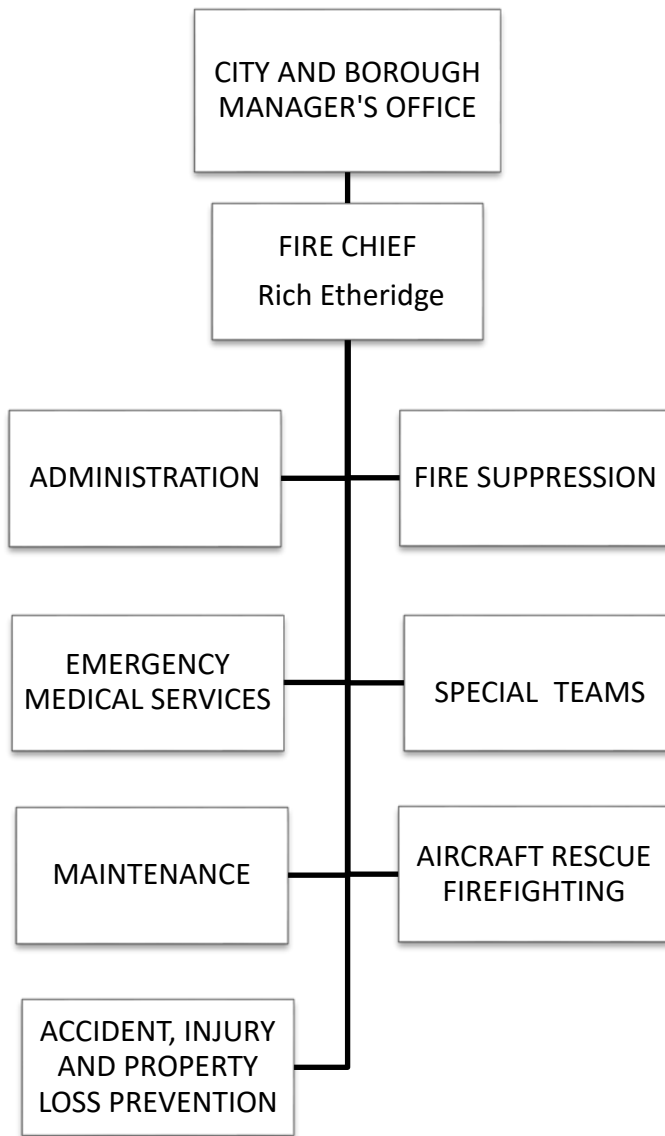 CITY AND BOROUGH
MANAGER'S OFFICE
FIRE CHIEF
Rich Etheridge
ADMINISTRATION
FIRE SUPPRESSION
EMERGENCY
MEDICAL SERVICES
SPECIAL TEAMS
MAINTENANCE
AIRCRAFT RESCUE
FIREFIGHTING
ACCIDENT, INJURY
AND PROPERTY
LOSS PREVENTION